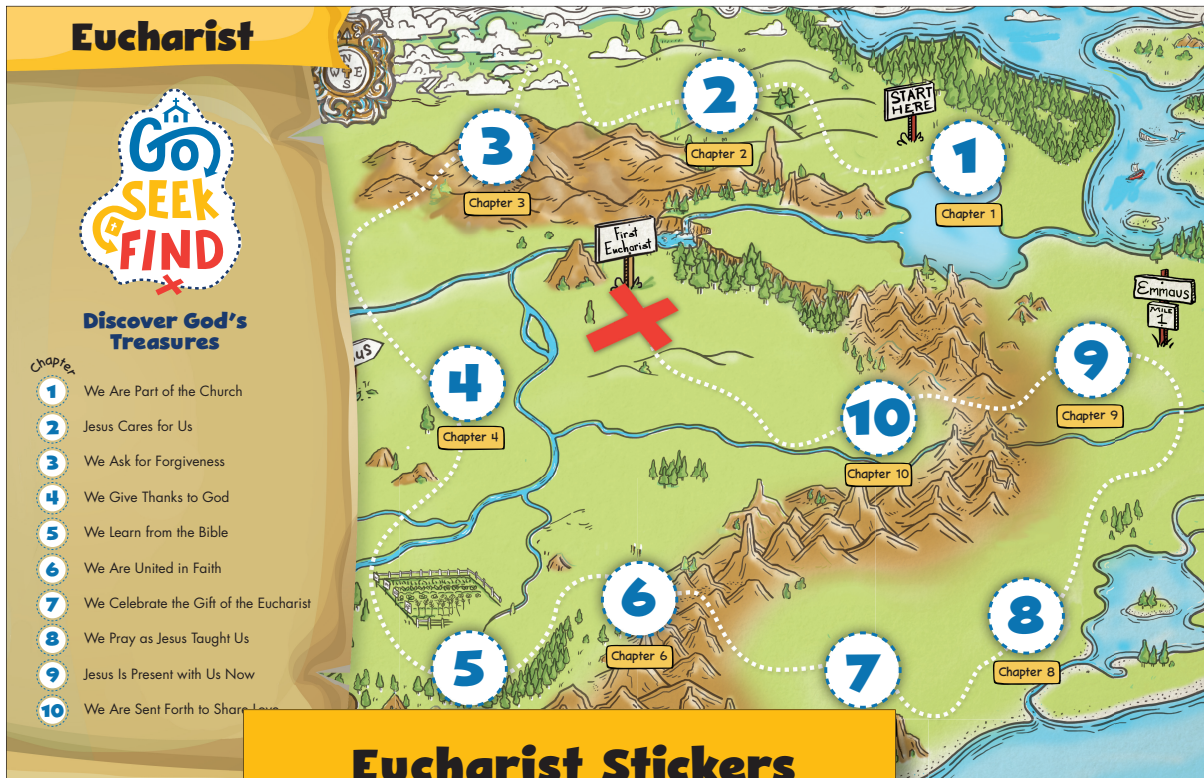 Eucharist
GO
SEEK
FIND
Discover God's
Treasures
Chapter
1 We Are Part of the Church
2 Jesus Cares for Us
3 We Ask for Forgiveness
4 We Give Thanks to God
5 We Learn from the Bible
6 We Are United in Faith
7 We Celebrate the Gift of the Eucharist
8 We Pray as Jesus Taught Us
9 Jesus Is Present with Us Now
10 We Are Sent Forth to Share Love
N
W E
S
START
HERE
1
Chapter 1
2
Chapter 2
3
Chapter 3
First
Eucharist
Emmaus
MILE
1
us
4
Chapter 4
9
Chapter 9
10
Chapter 10
6
Chapter 6
8
Chapter 8
5
7
Eucharist Stickers